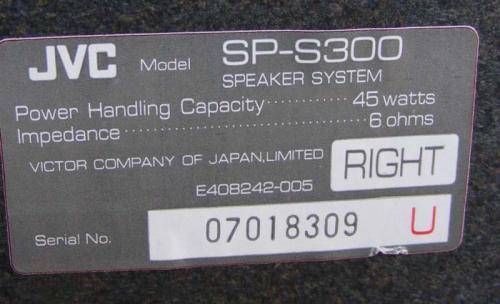 JVC Model SP-S300
SPEAKER SYSTEM
Power Handling Capacity 45 watts
Impedance 6 ohms
VICTOR COMPANY OF JAPAN, LIMITED
RIGHT
E408242-005
Serial No. 07018309 U